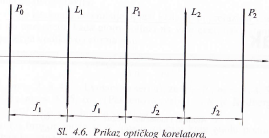 P₀ L₁ P₁ L₂ P₂
f₁ f₁ f₂ f₂
Sl. 4.6. Prikaz optičkog korelatora.